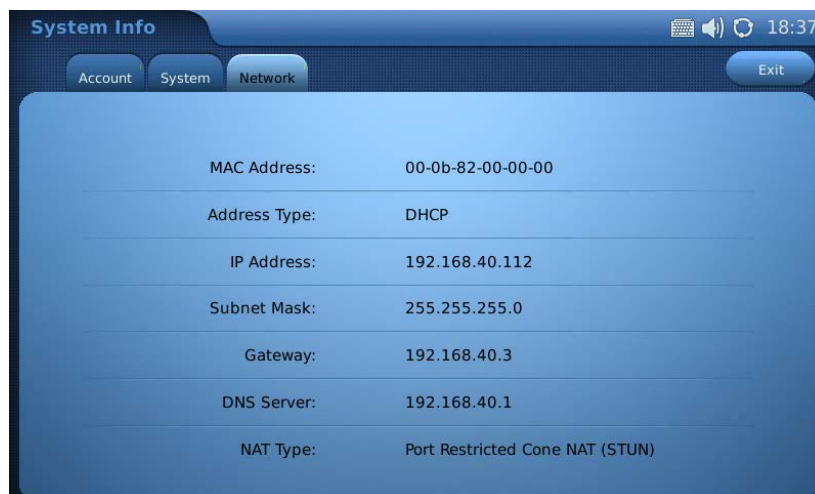 System Info 18:37
Account System Network Exit
MAC Address: 00-0b-82-00-00-00
Address Type: DHCP
IP Address: 192.168.40.112
Subnet Mask: 255.255.255.0
Gateway: 192.168.40.3
DNS Server: 192.168.40.1
NAT Type: Port Restricted Cone NAT (STUN)